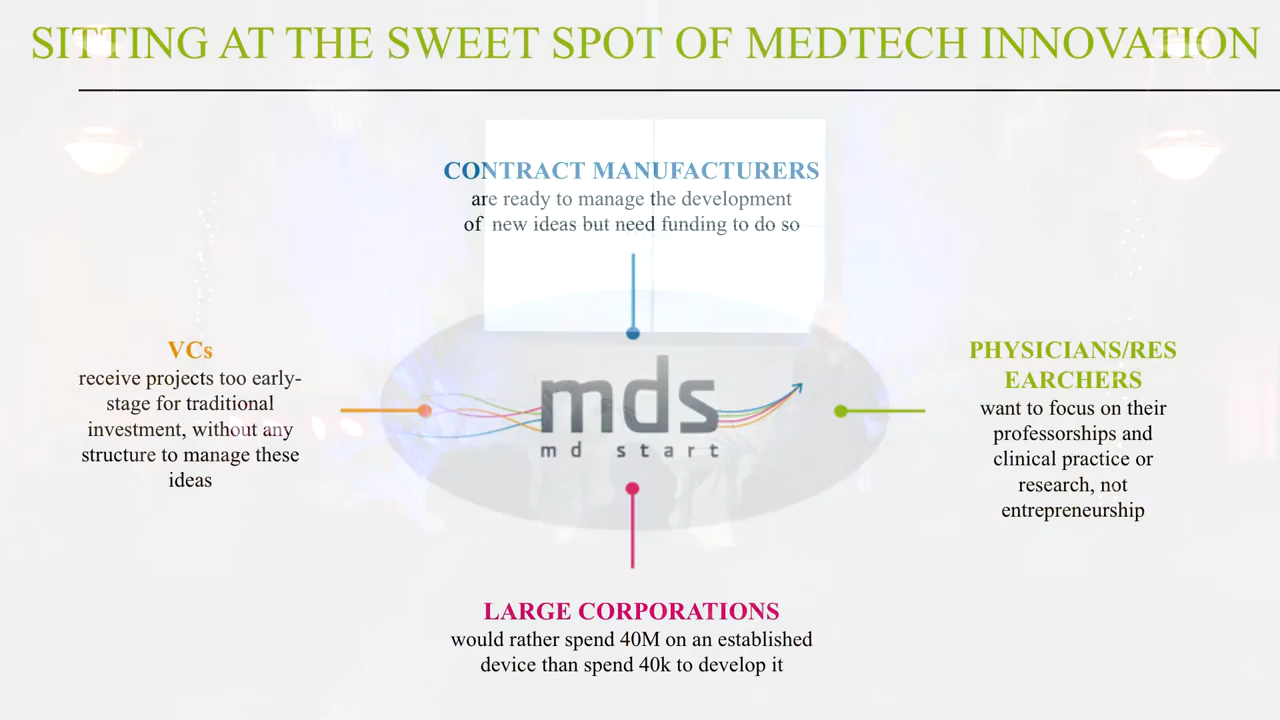 SITTING AT THE SWEET SPOT OF MEDTECH INNOVATION
CONTRACT MANUFACTURERS
are ready to manage the development
of new ideas but need funding to do so
VCs
receive projects too early-
stage for traditional
investment, without any
structure to manage these
ideas
mds
md start
PHYSICIANS/RES
EARCHERS
want to focus on their
professorships and
clinical practice or
research, not
entrepreneurship
LARGE CORPORATIONS
would rather spend 40M on an established
device than spend 40k to develop it